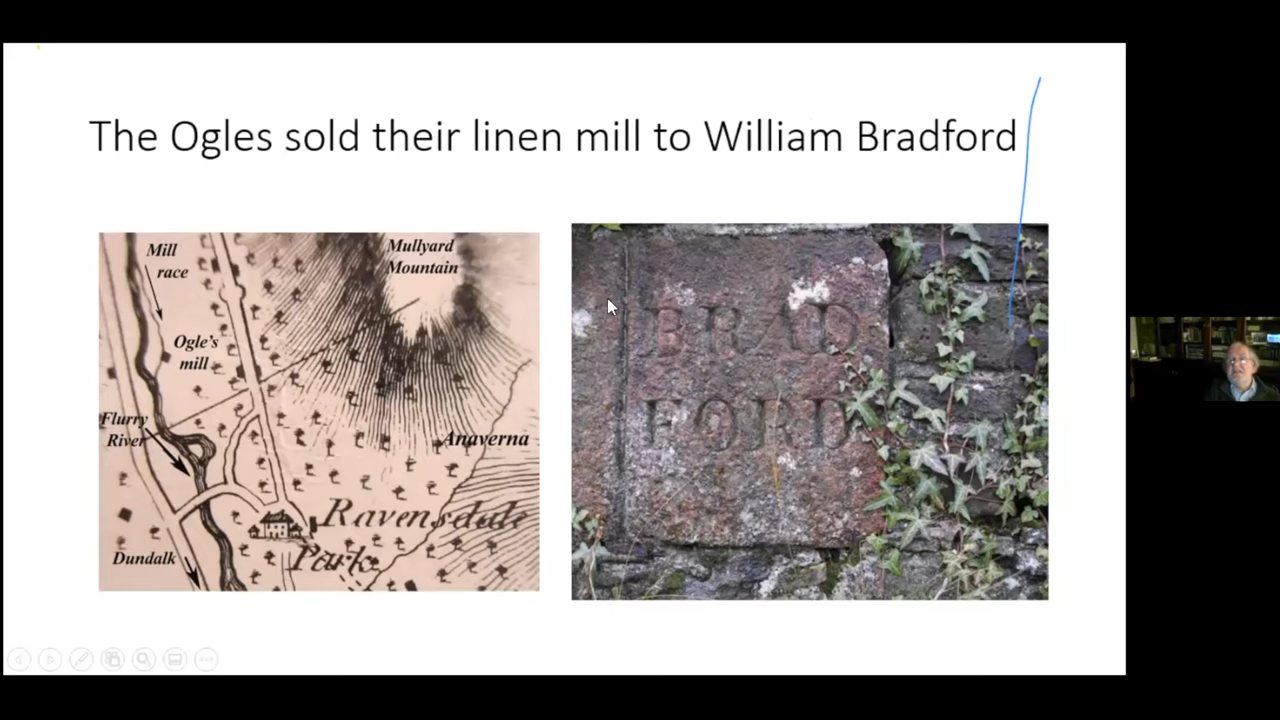 The Ogles sold their linen mill to William Bradford
Mill
race
Mullyard
Mountain
Ogle's
mill
Flurry
River
Anaverna
Ravensdale
Park
Dundalk
BRAD
FORD